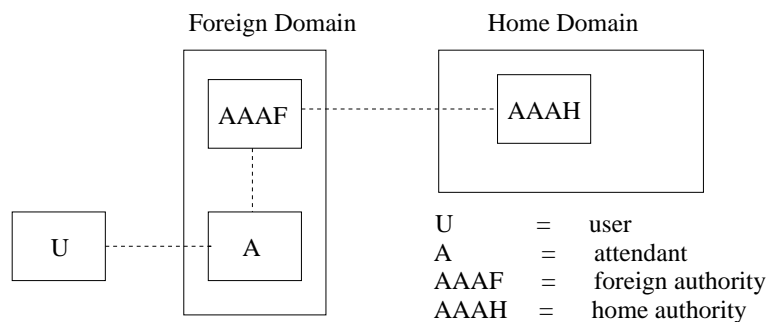 Foreign Domain
Home Domain
AAAF
AAAH
U
A
U = user
A = attendant
AAAF = foreign authority
AAAH = home authority